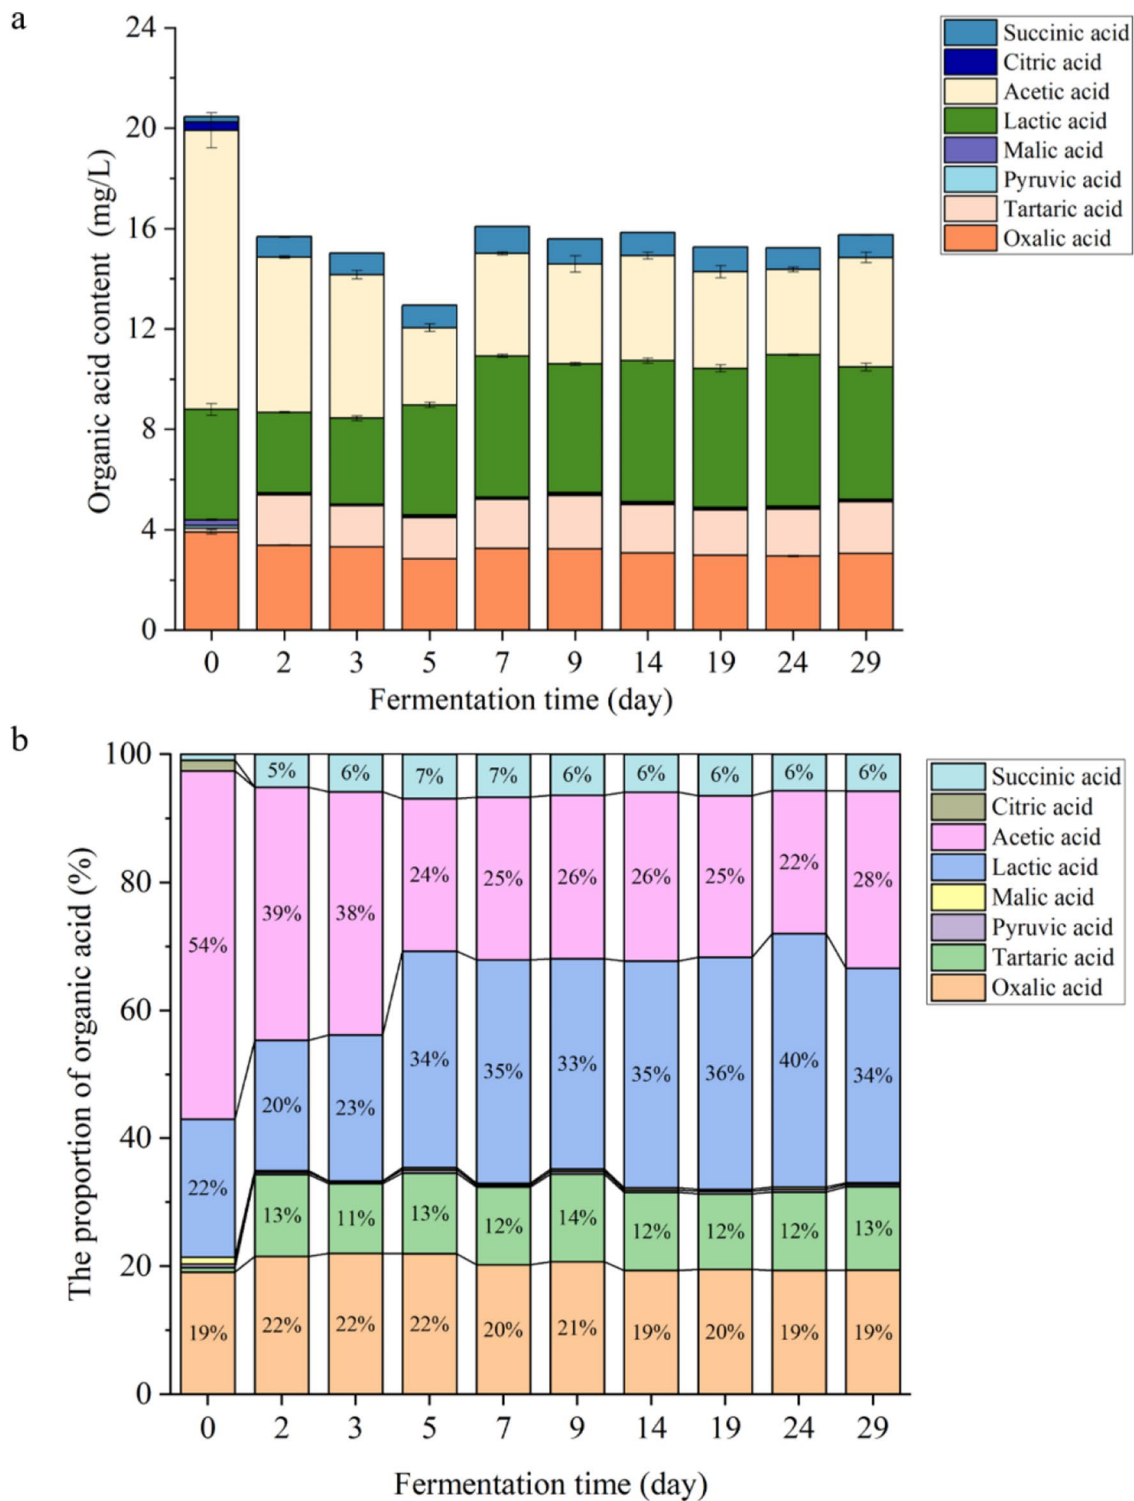 a
24
20
16
12
8
4
0
Organic acid content (mg/L)
0 2 3 5 7 9 14 19 24 29
Fermentation time (day)
Succinic acid
Citric acid
Acetic acid
Lactic acid
Malic acid
Pyruvic acid
Tartaric acid
Oxalic acid
b
100
80
60
40
20
0
The proportion of organic acid (%)
5% 6% 7% 7% 6% 6% 6% 6% 6%
54% 39% 38% 24% 25% 26% 26% 25% 22% 28%
22% 20% 23% 34% 35% 33% 35% 36% 40% 34%
13% 11% 13% 12% 14% 12% 12% 12% 13%
19% 22% 22% 22% 20% 21% 19% 20% 19% 19%
0 2 3 5 7 9 14 19 24 29
Fermentation time (day)
Succinic acid
Citric acid
Acetic acid
Lactic acid
Malic acid
Pyruvic acid
Tartaric acid
Oxalic acid